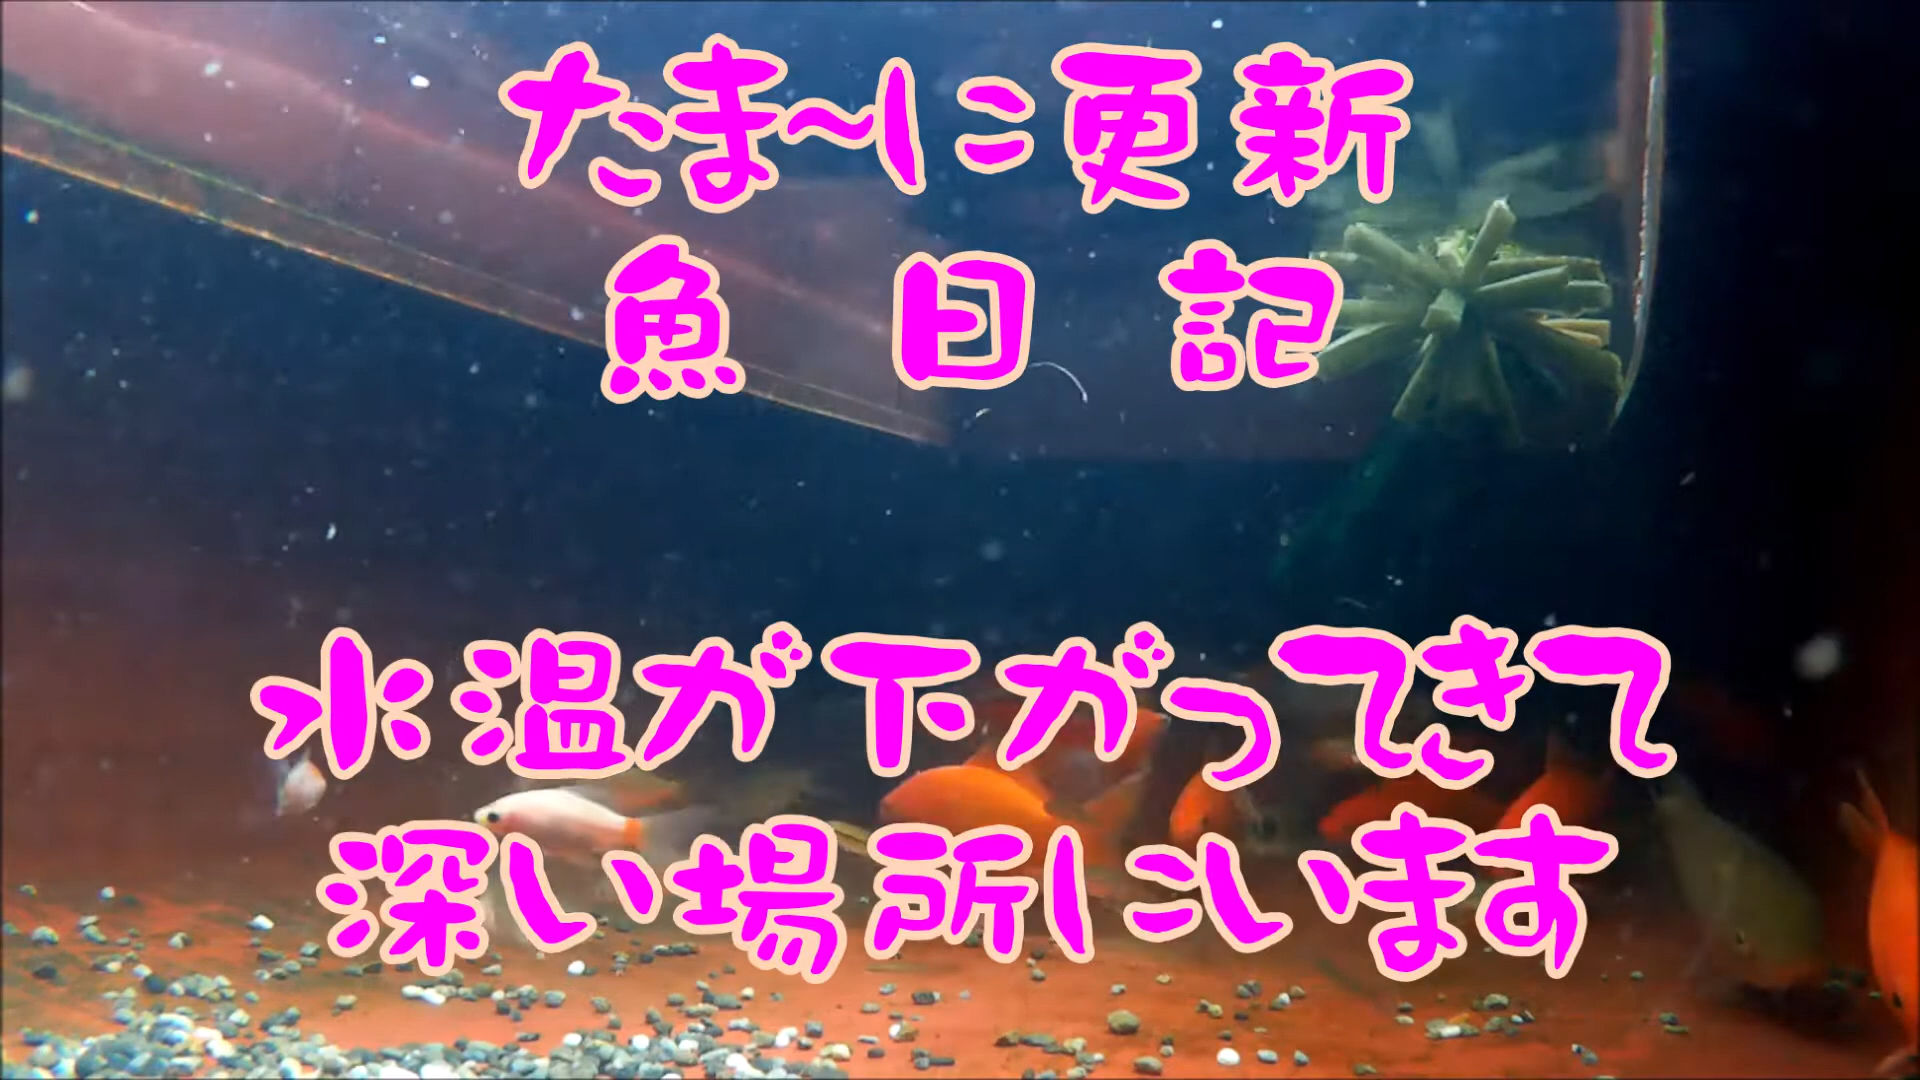 たま～に更新
魚 日 記
水温が下がってきて
深い場所にいます